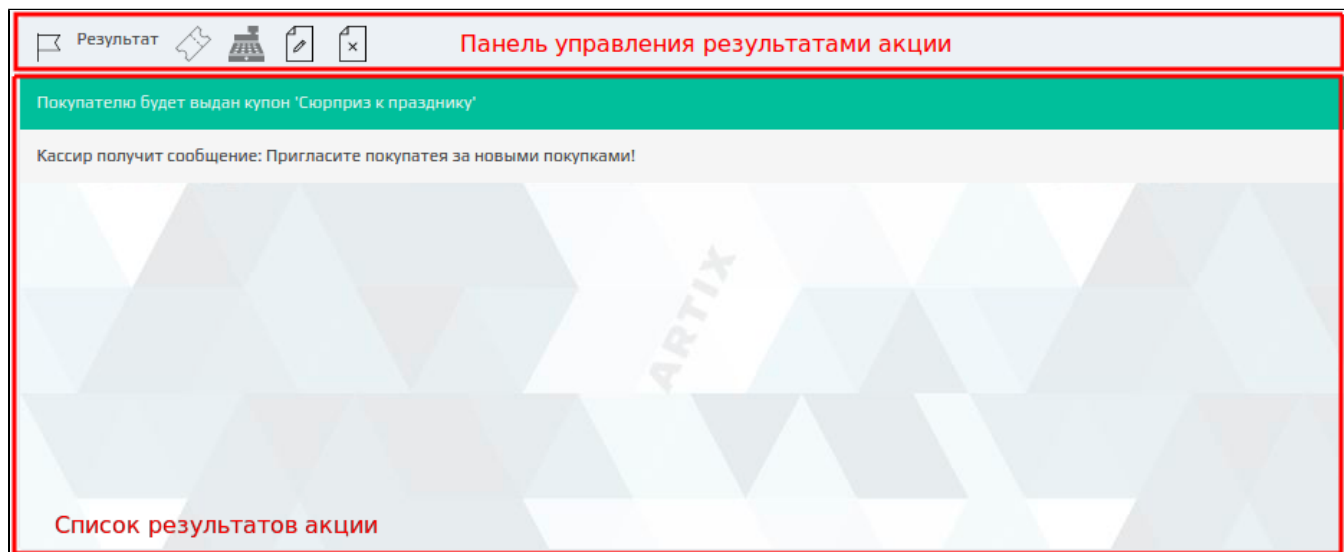 Результат
Панель управления результатами акции
Покупателю будет выдан купон 'Сюрприз к празднику'
Кассир получит сообщение: Пригласите покупатея за новыми покупками!
ARTIX
Список результатов акции